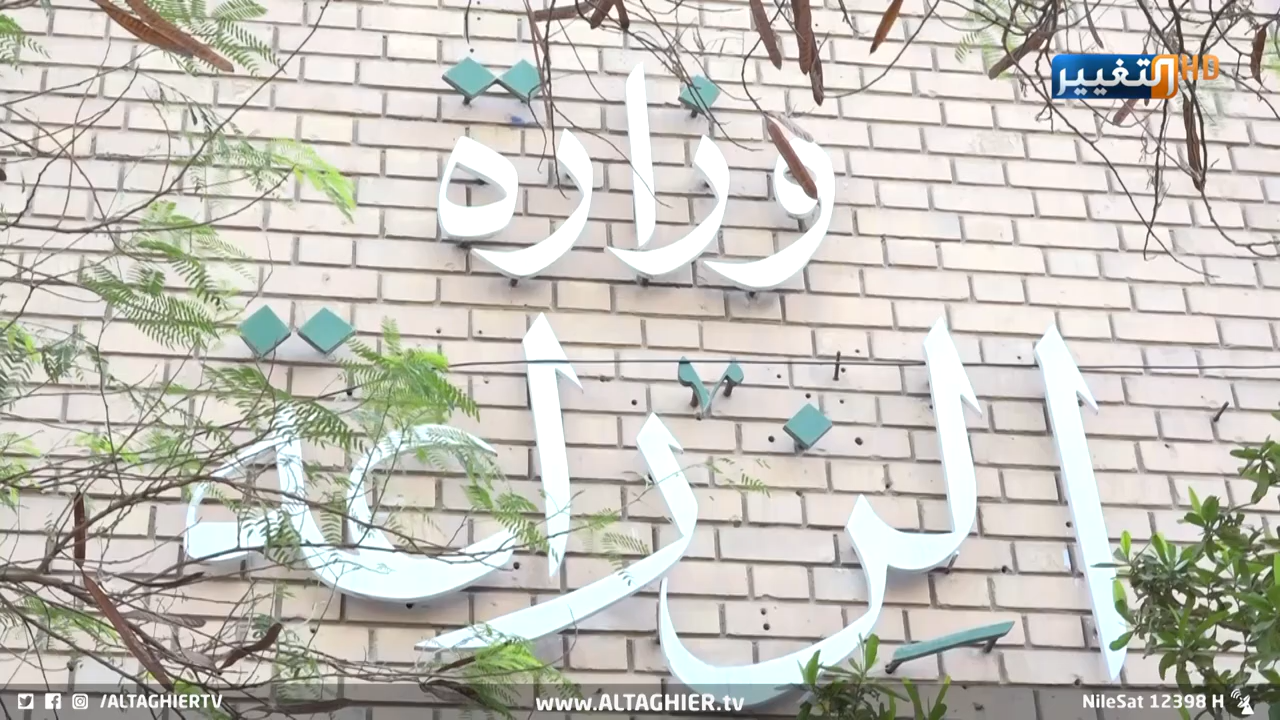 التغيير HD
وزارة
الزراعة
/ALTAGHIERTV
www.ALTAGHIER.tv
NileSat 12398 H